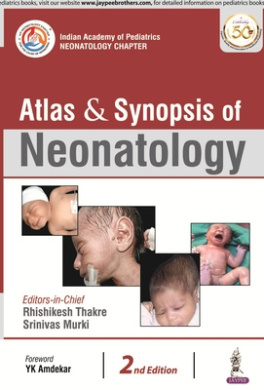 pediatrics books, visit our website www.jaypeebrothers.com, for detailed information on pediatrics books
Indian Academy of Pediatrics
NEONATOLOGY CHAPTER
50
Atlas & Synopsis of
Neonatology
Editors-in-Chief
Rhishikesh Thakre
Srinivas Murki
Foreword
YK Amdekar
2nd Edition
JAYPEE